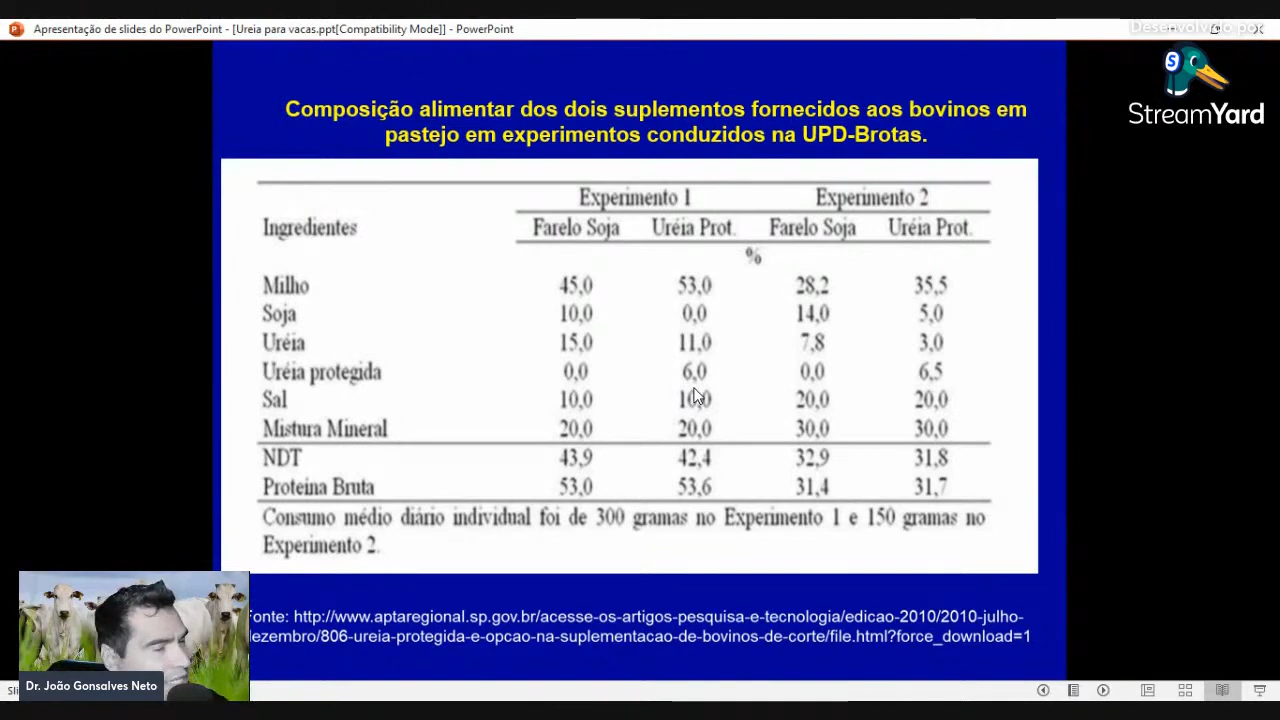 Apresentação de slides do PowerPoint - [Ureia para vacas.ppt[Compatibility Mode]] - PowerPoint
Desenvolvido por
StreamYard
Composição alimentar dos dois suplementos fornecidos aos bovinos em
pastejo em experimentos conduzidos na UPD-Brotas.
Experimento 1 Experimento 2
Ingredientes Farelo Soja Uréia Prot. Farelo Soja Uréia Prot.
%
Milho 45,0 53,0 28,2 35,5
Soja 10,0 0,0 14,0 5,0
Uréia 15,0 11,0 7,8 3,0
Uréia protegida 0,0 6,0 0,0 6,5
Sal 10,0 10,0 20,0 20,0
Mistura Mineral 20,0 20,0 30,0 30,0
NDT 43,9 42,4 32,9 31,8
Proteina Bruta 53,0 53,6 31,4 31,7
Consumo médio diário individual foi de 300 gramas no Experimento 1 e 150 gramas no
Experimento 2.
onte: http://www.aptaregional.sp.gov.br/acesse-os-artigos-pesquisa-e-tecnologia/edicao-2010/2010-julho-
ezembro/806-ureia-protegida-e-opcao-na-suplementacao-de-bovinos-de-corte/file.html?force_download=1
Dr. João Gonsalves Neto